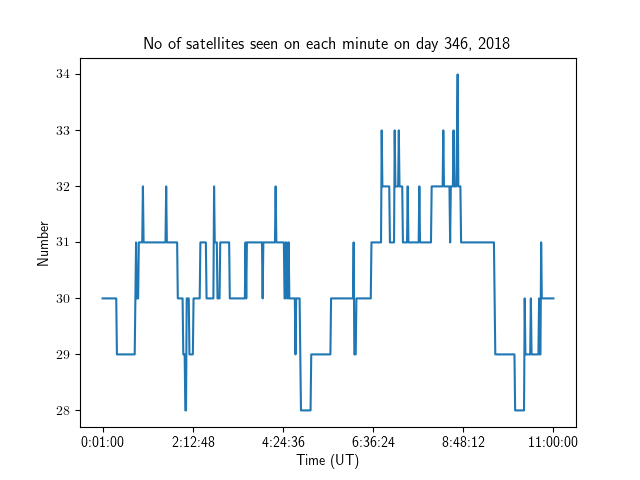 No of satellites seen on each minute on day 346, 2018
34
33
32
31
30
29
28
Number
0:01:00 2:12:48 4:24:36 6:36:24 8:48:12 11:00:00
Time (UT)